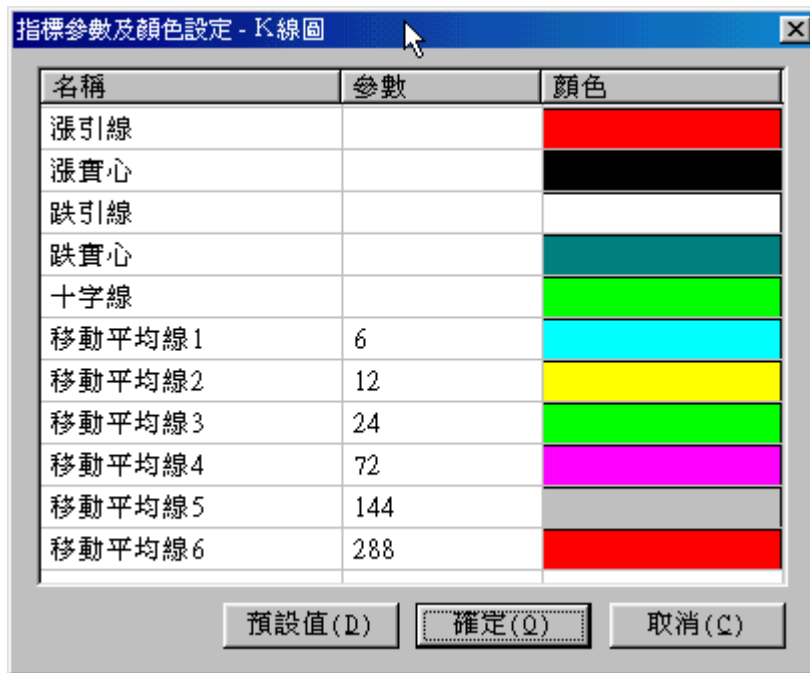 指標參數及顏色設定 - K線圖
名稱 參數 顏色
漲引線
漲實心
跌引線
跌實心
十字線
移動平均線1 6
移動平均線2 12
移動平均線3 24
移動平均線4 72
移動平均線5 144
移動平均線6 288
預設值(D) 確定(O) 取消(C)